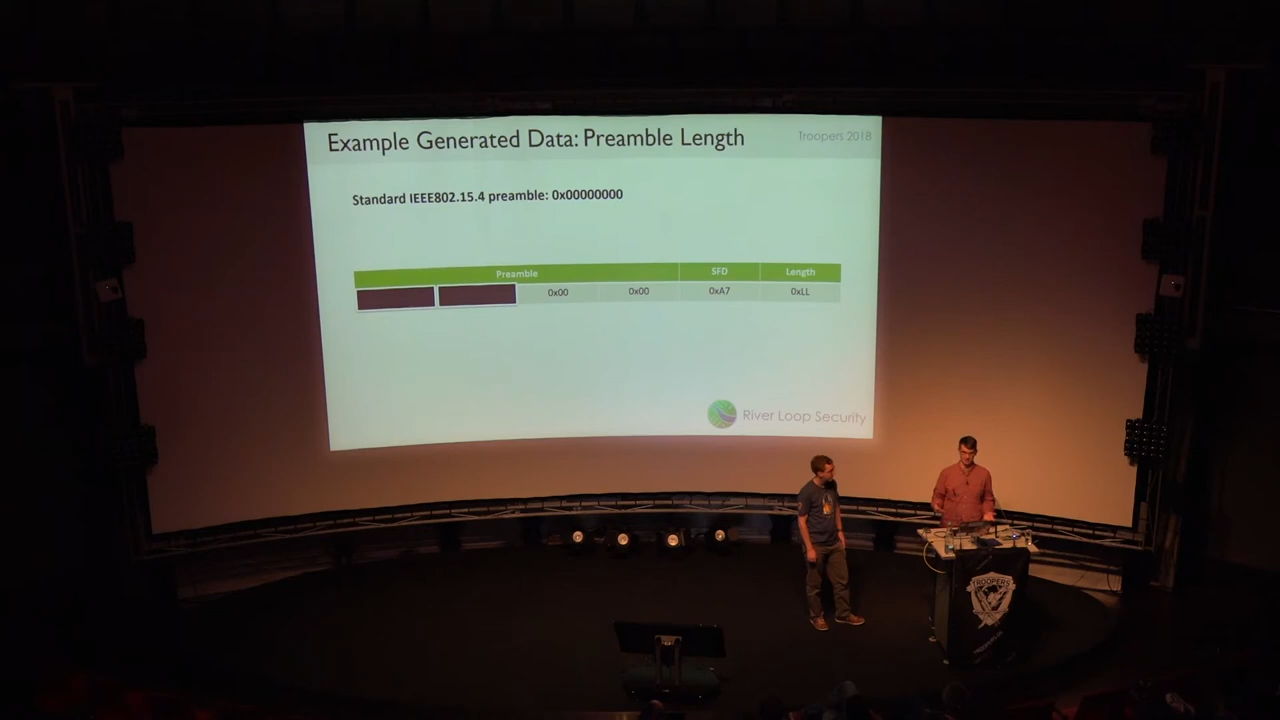 Example Generated Data: Preamble Length
Troopers 2018
Standard IEEE802.15.4 preamble: 0x00000000
Preamble SFD Length
0x00 0x00 0xA7 0xLL
River Loop Security
TROOPERS